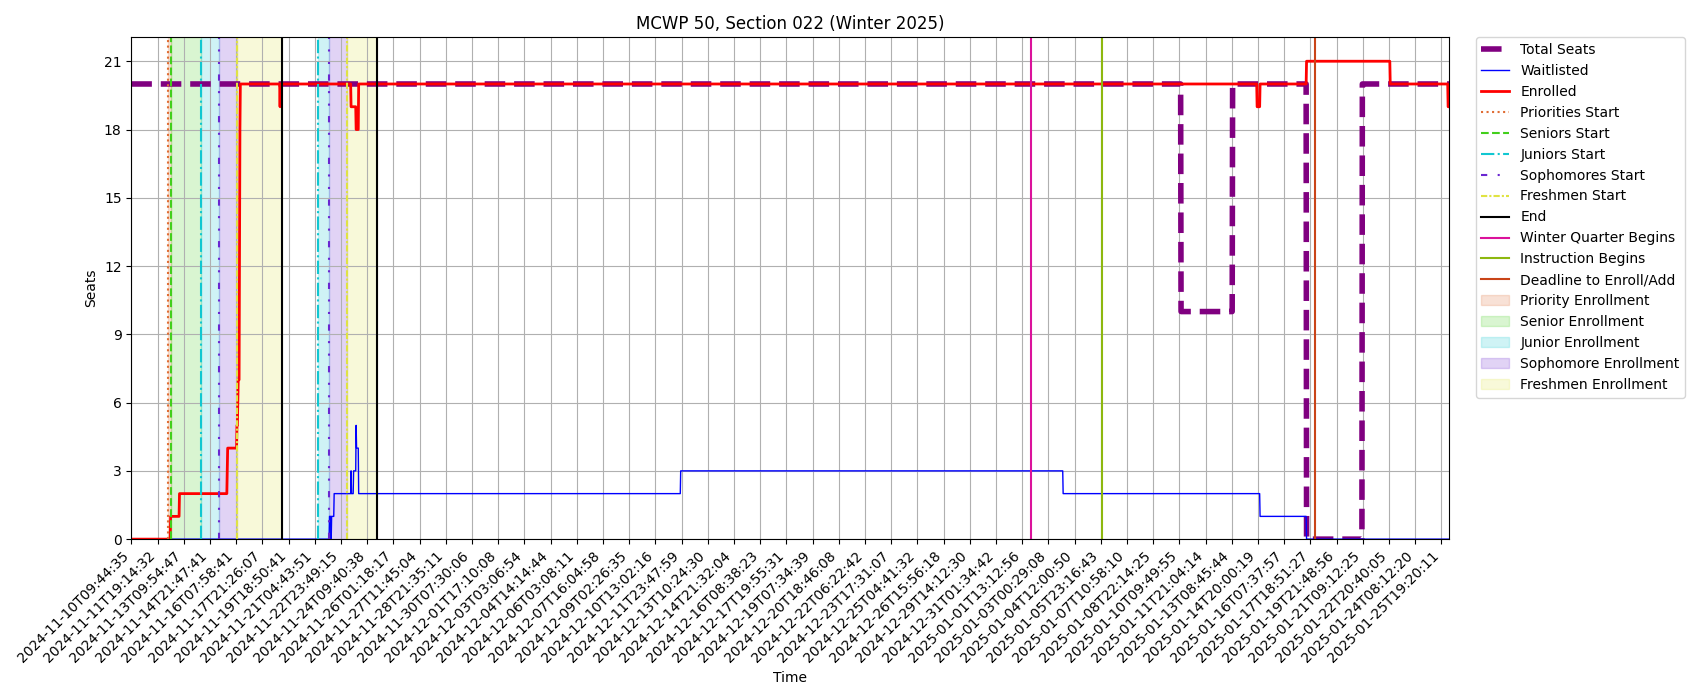 MCWP 50, Section 022 (Winter 2025)
Seats
21
18
15
12
9
6
3
0
2024-11-10T09:44:35
2024-11-11T19:14:32
2024-11-13T09:54:47
2024-11-14T21:47:41
2024-11-16T07:58:41
2024-11-17T21:26:07
2024-11-19T18:50:41
2024-11-21T04:43:51
2024-11-22T23:49:15
2024-11-24T09:40:38
2024-11-26T01:18:17
2024-11-27T11:45:04
2024-11-28T21:35:11
2024-11-30T07:30:06
2024-12-01T17:10:08
2024-12-03T03:06:54
2024-12-04T14:14:44
2024-12-06T03:08:11
2024-12-07T16:04:58
2024-12-09T02:26:35
2024-12-10T13:02:16
2024-12-11T23:47:59
2024-12-13T10:24:30
2024-12-14T21:32:04
2024-12-16T08:38:23
2024-12-17T19:55:31
2024-12-19T07:34:39
2024-12-20T18:46:08
2024-12-22T06:22:42
2024-12-23T17:31:07
2024-12-25T04:41:32
2024-12-26T15:56:18
2024-12-29T14:12:30
2024-12-31T01:34:42
2025-01-01T13:12:56
2025-01-03T00:29:08
2025-01-04T12:00:50
2025-01-05T23:16:43
2025-01-07T10:58:10
2025-01-08T22:14:25
2025-01-10T09:49:55
2025-01-11T21:04:14
2025-01-13T08:45:44
2025-01-14T20:00:19
2025-01-16T07:37:57
2025-01-17T18:51:27
2025-01-19T21:48:56
2025-01-21T09:12:25
2025-01-22T20:40:05
2025-01-24T08:12:20
2025-01-25T19:20:11
Time
Total Seats
Waitlisted
Enrolled
Priorities Start
Seniors Start
Juniors Start
Sophomores Start
Freshmen Start
End
Winter Quarter Begins
Instruction Begins
Deadline to Enroll/Add
Priority Enrollment
Senior Enrollment
Junior Enrollment
Sophomore Enrollment
Freshmen Enrollment